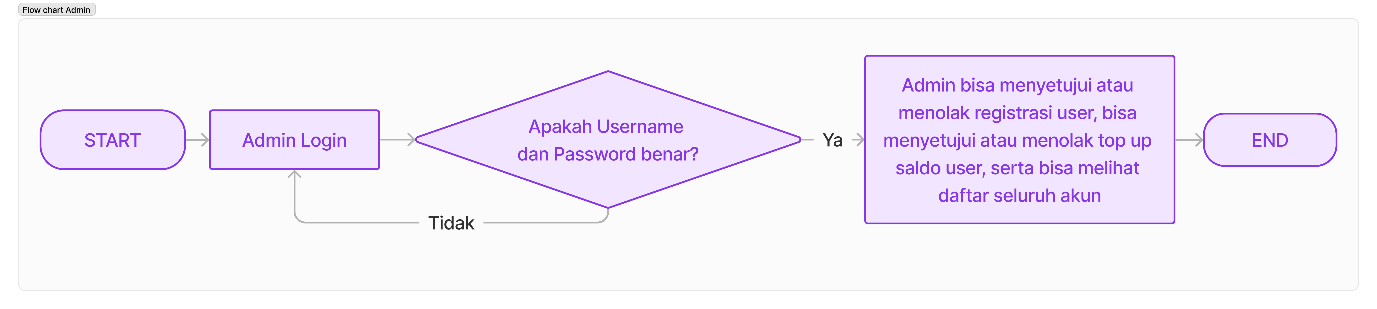 Flow chart Admin
START
Admin Login
Apakah Username
dan Password benar?
Ya
Tidak
Admin bisa menyetujui atau
menolak registrasi user, bisa
menyetujui atau menolak top up
saldo user, serta bisa melihat
daftar seluruh akun
END